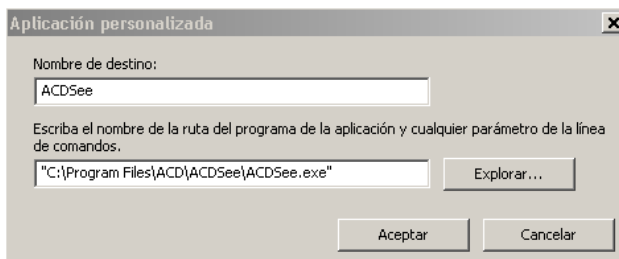 Aplicación personalizada
Nombre de destino:
ACDSee
Escriba el nombre de la ruta del programa de la aplicación y cualquier parámetro de la línea
de comandos.
"C:\Program Files\ACD\ACDSee\ACDSee.exe"
Explorar...
Aceptar
Cancelar